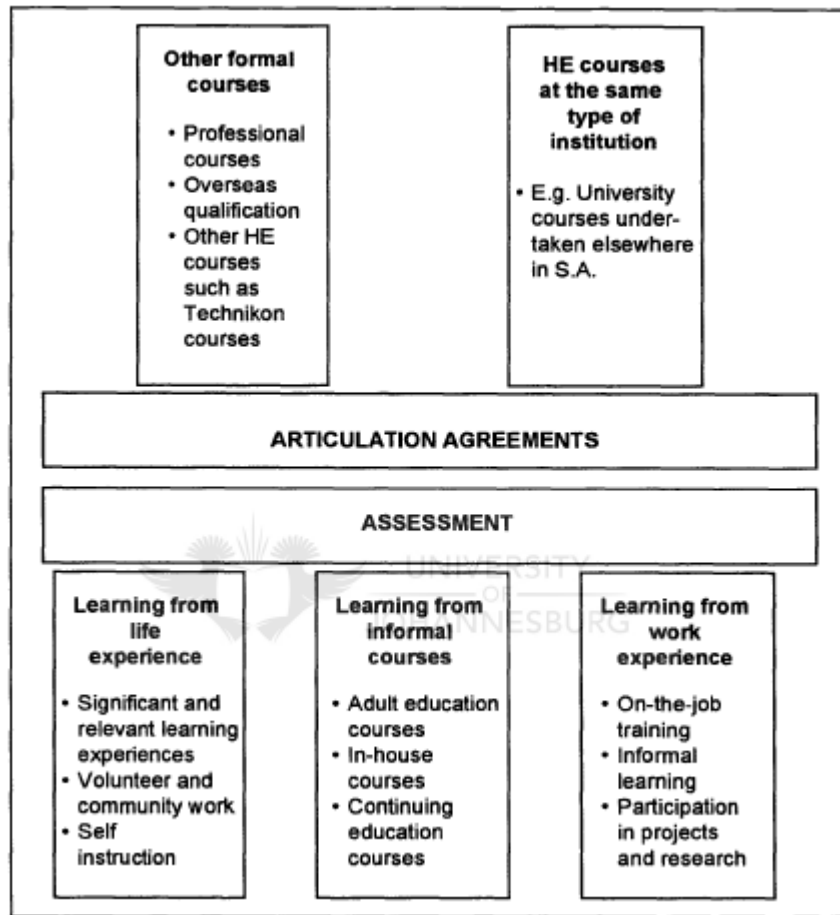 Other formal
courses
• Professional
courses
• Overseas
qualification
• Other HE
courses
such as
Technikon
courses
HE courses
at the same
type of
institution
• E.g. University
courses under-
taken elsewhere
in S.A.
ARTICULATION AGREEMENTS
ASSESSMENT
UNIVERSITY
OF
JOHANNESBURG
Learning from
life
experience
• Significant and
relevant learning
experiences
• Volunteer and
community work
• Self
instruction
Learning from
informal
courses
• Adult education
courses
• In-house
courses
• Continuing
education
courses
Learning from
work
experience
• On-the-job
training
• Informal
learning
• Participation
in projects
and research